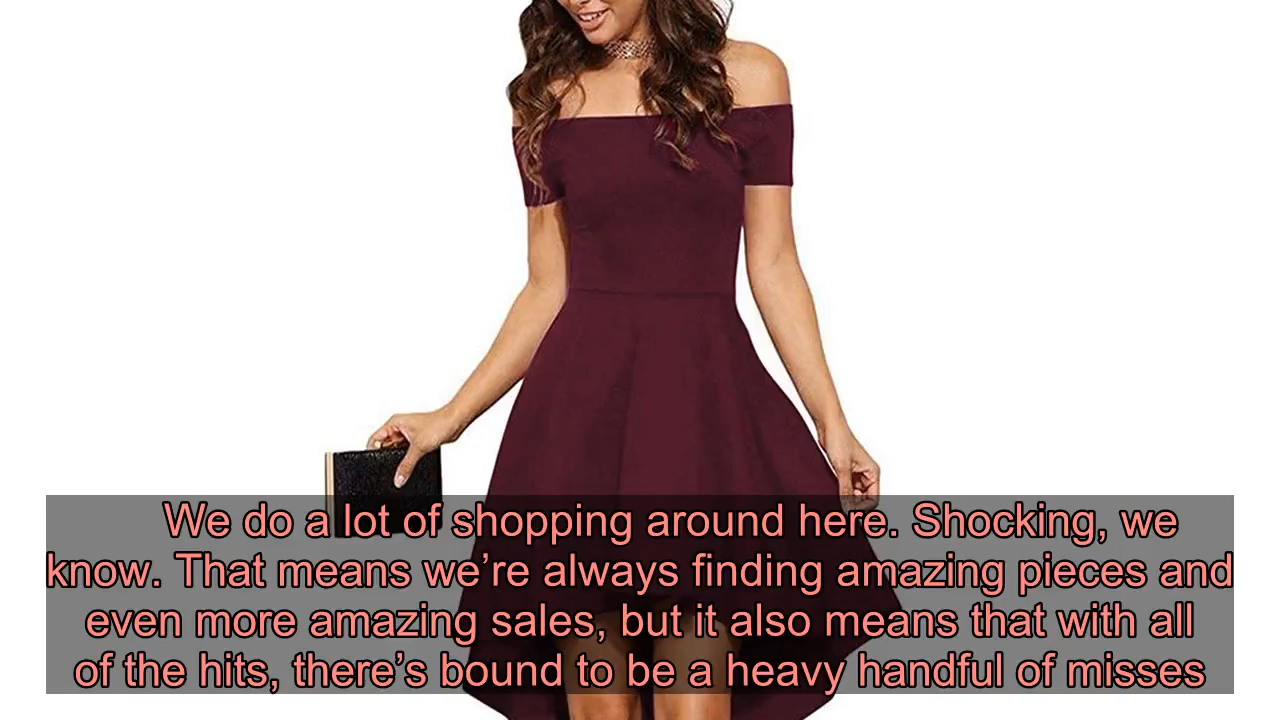 We do a lot of shopping around here. Shocking, we
know. That means we’re always finding amazing pieces and
even more amazing sales, but it also means that with all
of the hits, there’s bound to be a heavy handful of misses